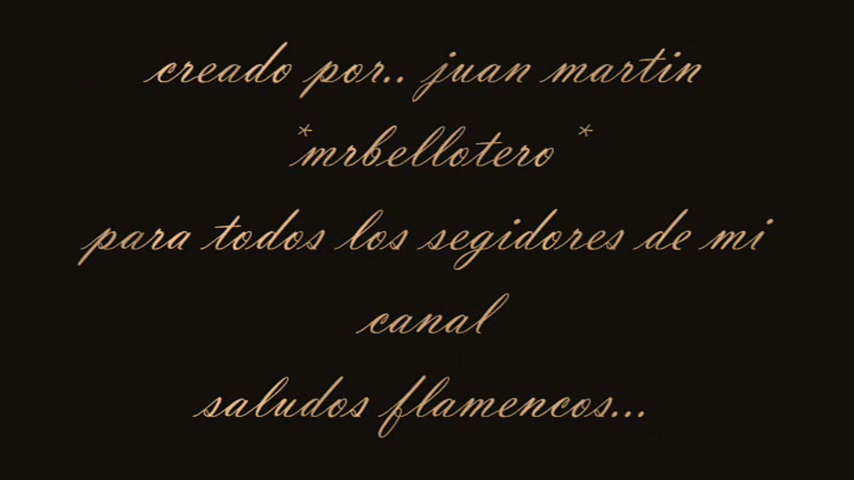 creado por.. juan martin
*mrbellotero *
para todos los segidores de mi
canal
saludos flamencos...